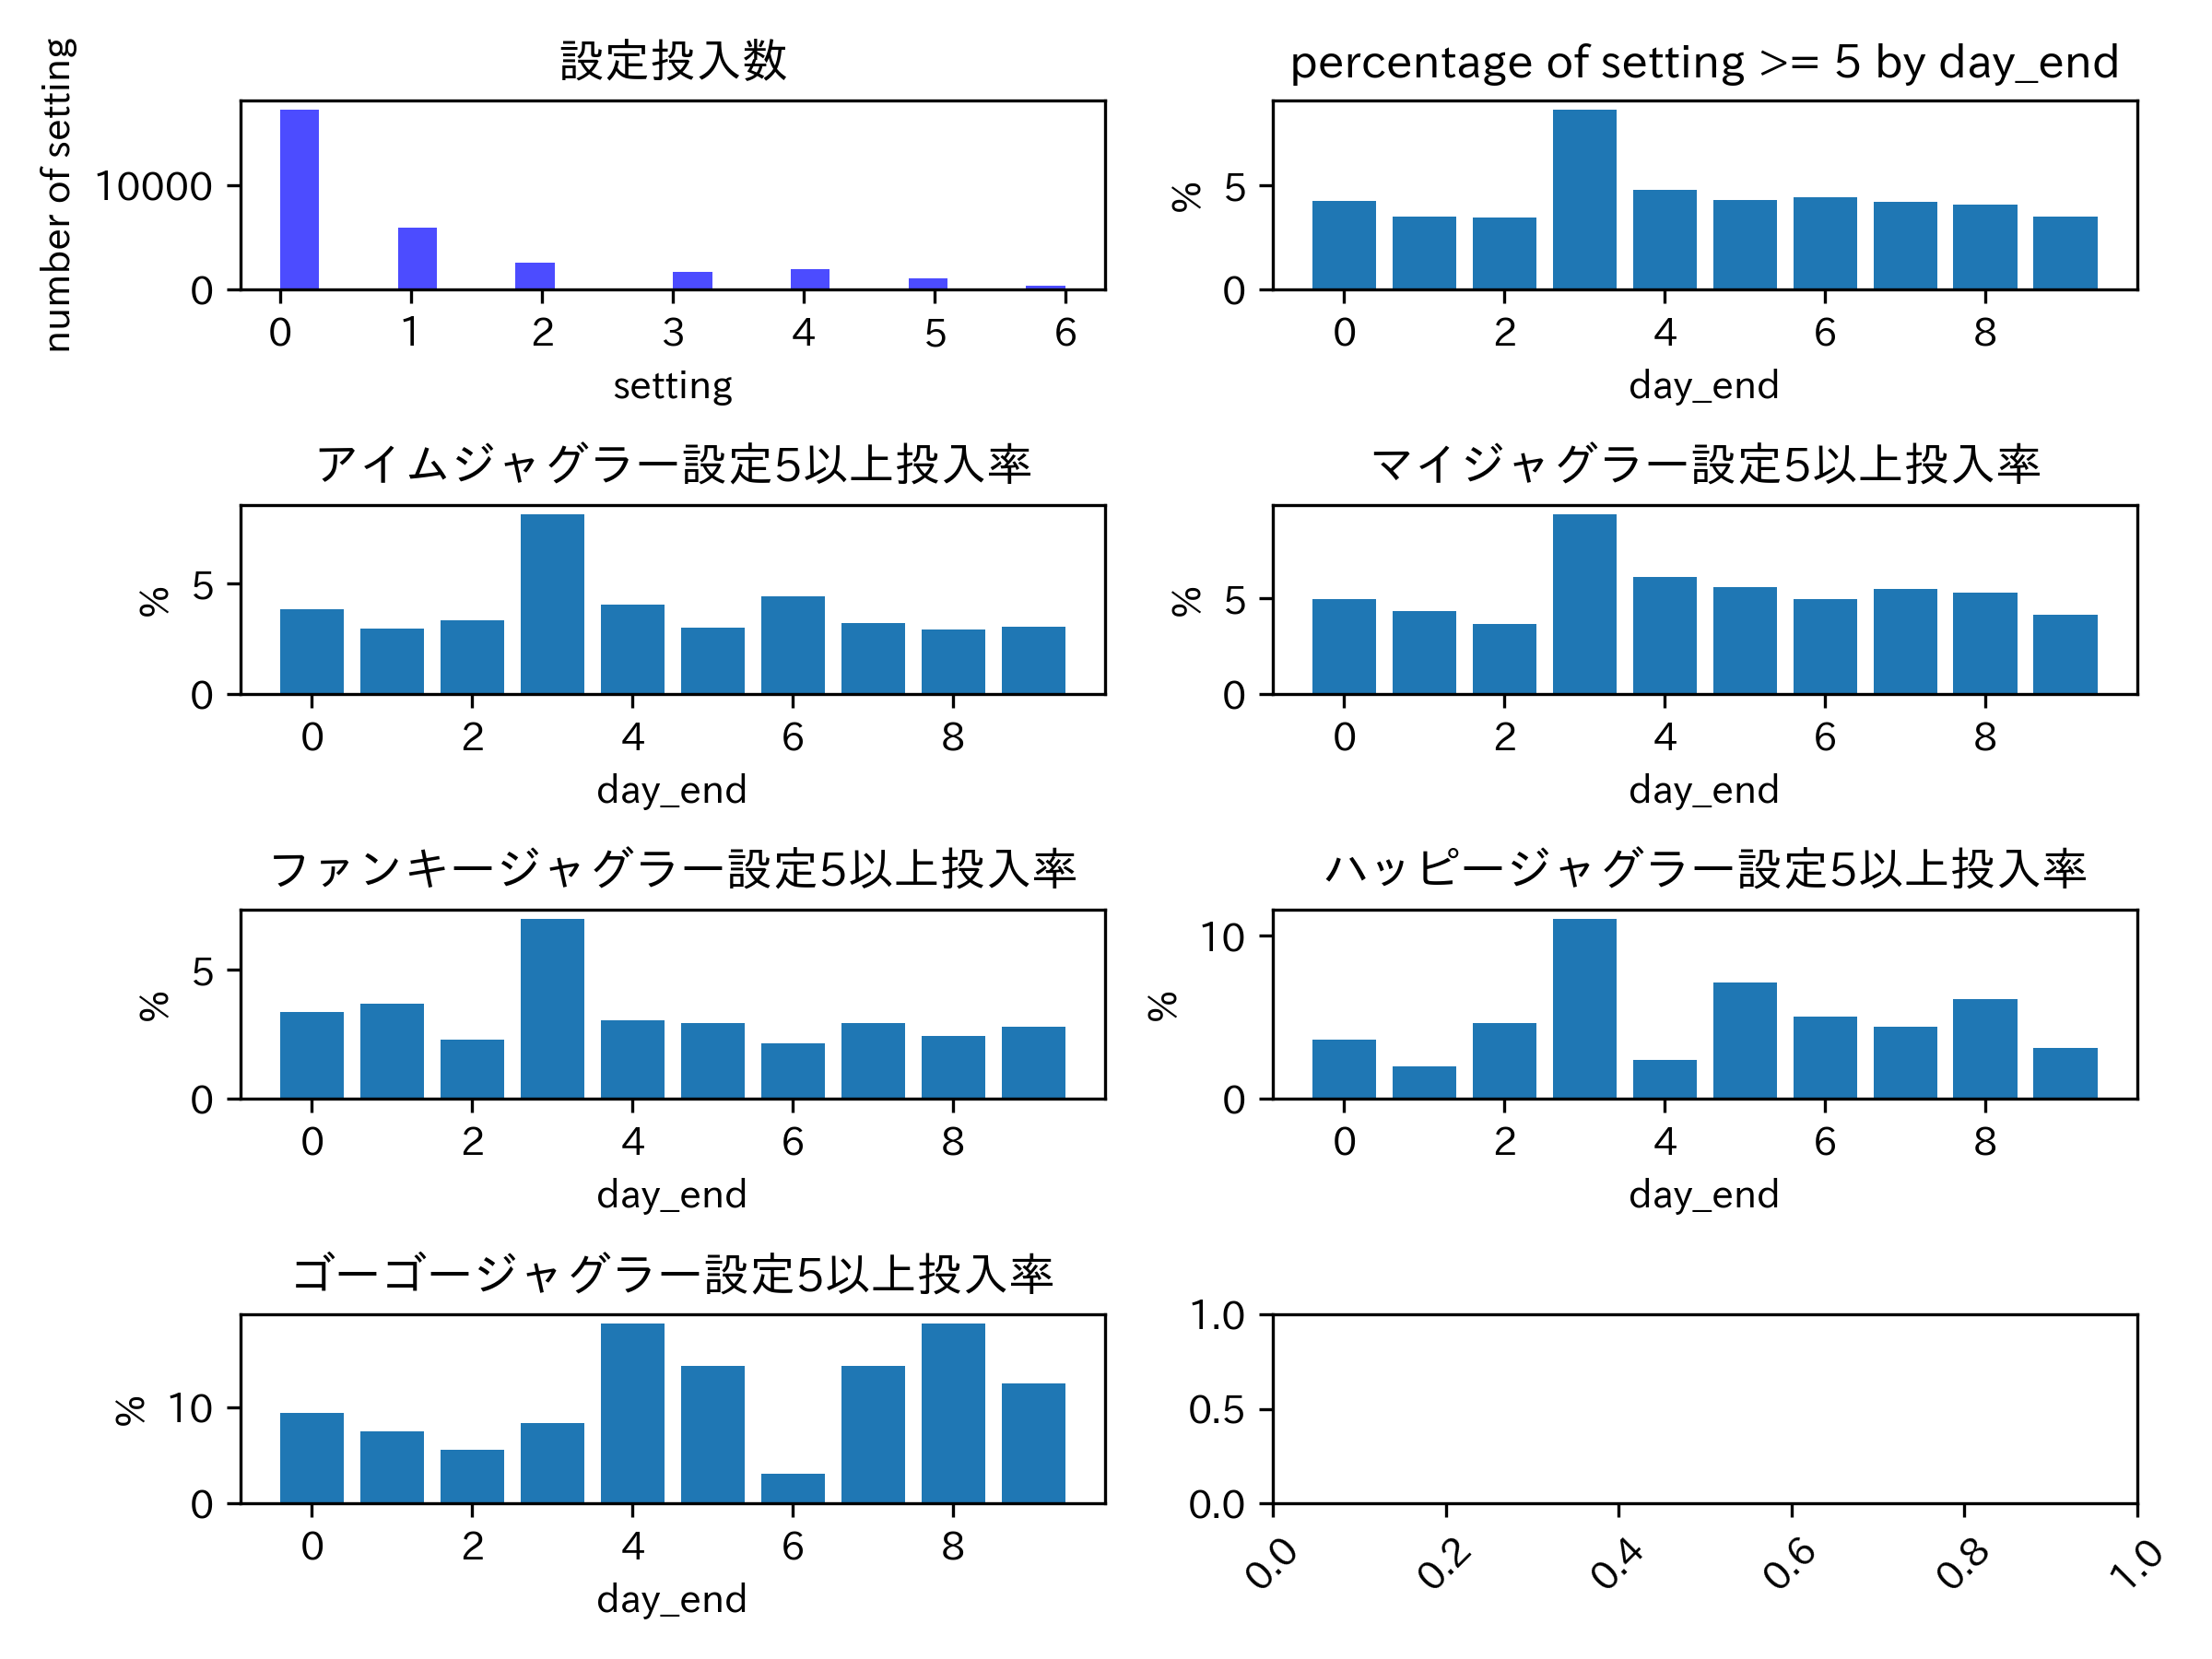 設定投入数
number of setting
10000
0
0 1 2 3 4 5 6
setting
percentage of setting >= 5 by day_end
%
5
0
0 2 4 6 8
day_end
アイムジャグラー設定5以上投入率
%
5
0
0 2 4 6 8
day_end
マイジャグラー設定5以上投入率
%
5
0
0 2 4 6 8
day_end
ファンキージャグラー設定5以上投入率
%
5
0
0 2 4 6 8
day_end
ハッピージャグラー設定5以上投入率
%
10
0
0 2 4 6 8
day_end
ゴーゴージャグラー設定5以上投入率
%
10
0
0 2 4 6 8
day_end
1.0
0.5
0.0
0.0 0.2 0.4 0.6 0.8 1.0